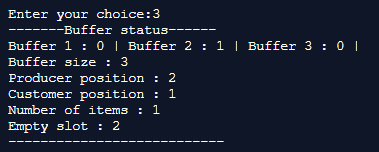 Enter your choice:3
-------Buffer status------
Buffer 1 : 0 | Buffer 2 : 1 | Buffer 3 : 0 |
Buffer size : 3
Producer position : 2
Customer position : 1
Number of items : 1
Empty slot : 2
---------------------------